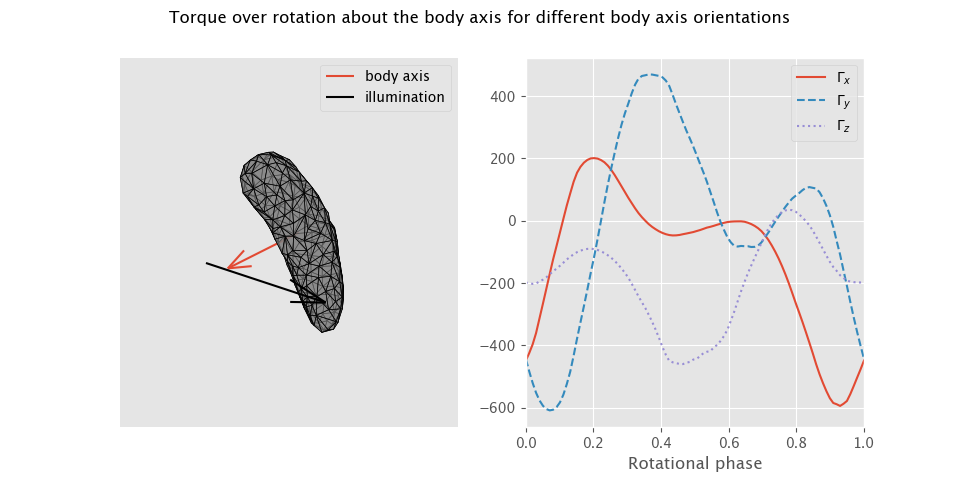 Torque over rotation about the body axis for different body axis orientations
body axis
illumination
Γx
Γy
Γz
400
200
0
−200
−400
−600
0.0 0.2 0.4 0.6 0.8 1.0
Rotational phase